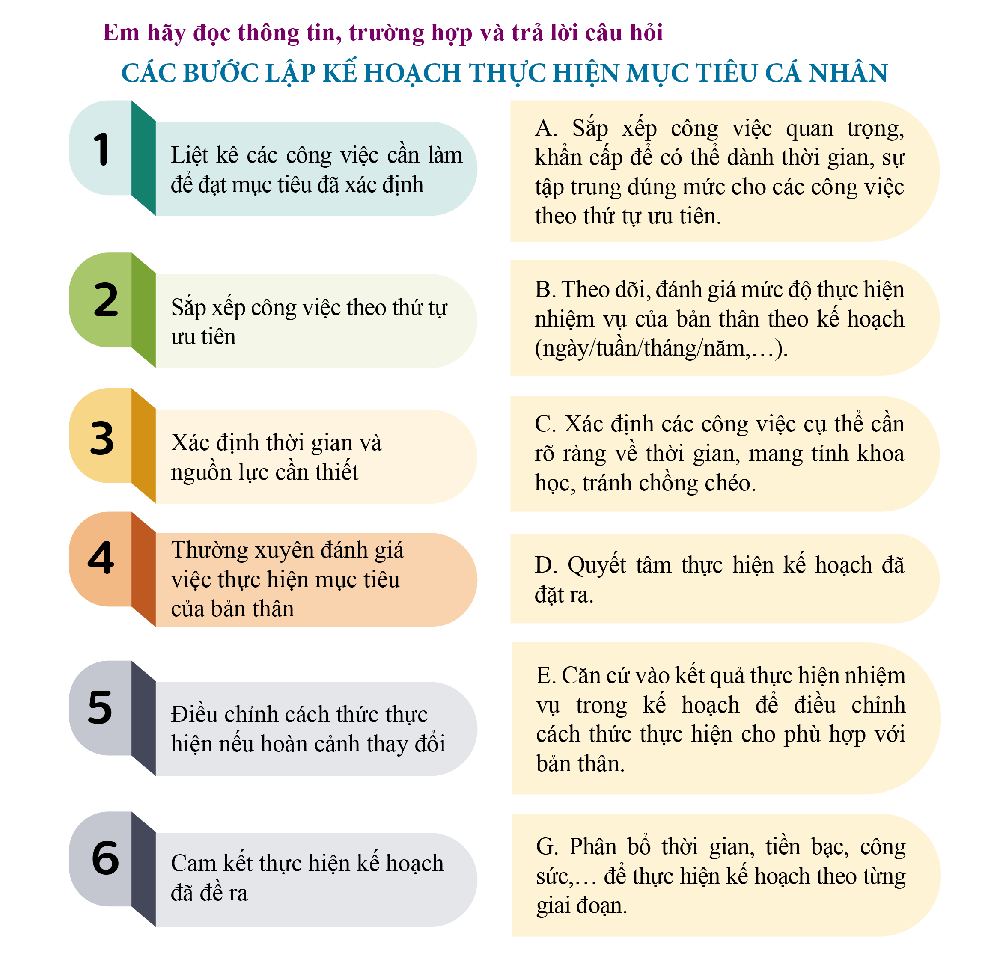 Em hãy đọc thông tin, trường hợp và trả lời câu hỏi
CÁC BƯỚC LẬP KẾ HOẠCH THỰC HIỆN MỤC TIÊU CÁ NHÂN
1
Liệt kê các công việc cần làm
để đạt mục tiêu đã xác định
A. Sắp xếp công việc quan trọng,
khẩn cấp để có thể dành thời gian, sự
tập trung đúng mức cho các công việc
theo thứ tự ưu tiên.
2
Sắp xếp công việc theo thứ tự
ưu tiên
B. Theo dõi, đánh giá mức độ thực hiện
nhiệm vụ của bản thân theo kế hoạch
(ngày/tuần/tháng/năm,…).
3
Xác định thời gian và
nguồn lực cần thiết
C. Xác định các công việc cụ thể cần
rõ ràng về thời gian, mang tính khoa
học, tránh chồng chéo.
4
Thường xuyên đánh giá
việc thực hiện mục tiêu
của bản thân
D. Quyết tâm thực hiện kế hoạch đã
đặt ra.
5
Điều chỉnh cách thức thực
hiện nếu hoàn cảnh thay đổi
E. Căn cứ vào kết quả thực hiện nhiệm
vụ trong kế hoạch để điều chỉnh
cách thức thực hiện cho phù hợp với
bản thân.
6
Cam kết thực hiện kế hoạch
đã đề ra
G. Phân bổ thời gian, tiền bạc, công
sức,… để thực hiện kế hoạch theo từng
giai đoạn.